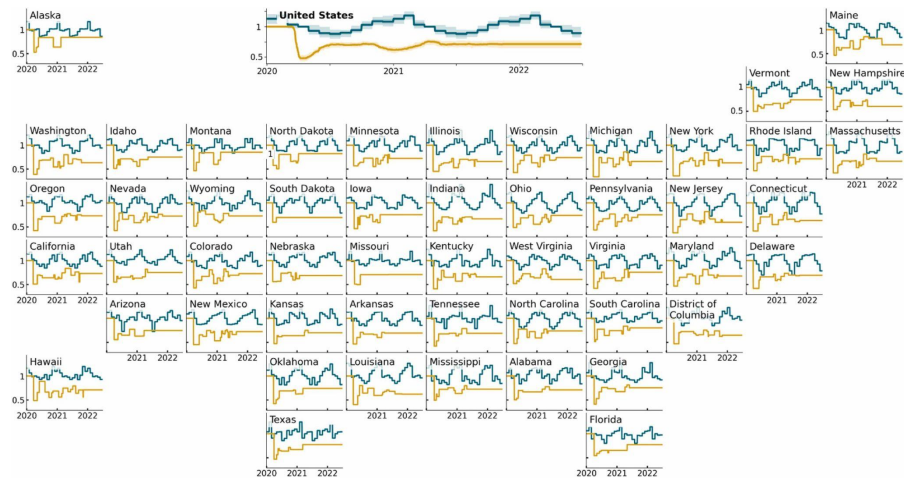 Alaska
United States
Maine
1
0.5
1
0.5
1
0.5
2020 2021 2022
2020 2021 2022
Vermont New Hampshire
1
0.5
Washington Idaho Montana North Dakota Minnesota Illinois Wisconsin Michigan New York Rhode Island Massachusetts
1
1
0.5
2021 2022
Oregon Nevada Wyoming South Dakota Iowa Indiana Ohio Pennsylvania New Jersey Connecticut
1
0.5
California Utah Colorado Nebraska Missouri Kentucky West Virginia Virginia Maryland Delaware
1
0.5
2020 2021 2022
2021 2022
Arizona New Mexico Kansas Arkansas Tennessee North Carolina South Carolina District of
Columbia
2021 2022
2021 2022
2021 2022
Hawaii Oklahoma Louisiana Mississippi Alabama Georgia
1
0.5
2020 2021 2022
2021 2022
2021 2022
2021 2022
Texas Florida
2020 2021 2022
2020 2021 2022